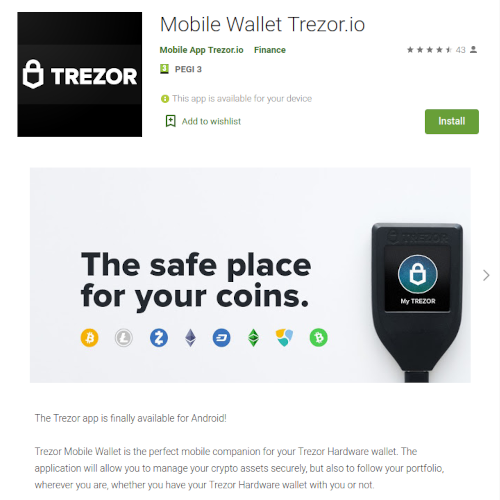 Mobile Wallet Trezor.io
Mobile App Trezor.io Finance
43
TREZOR
3 PEGI 3
This app is available for your device
Add to wishlist
Install
The safe place
for your coins.
TREZOR
My TREZOR
The Trezor app is finally available for Android!
Trezor Mobile Wallet is the perfect mobile companion for your Trezor Hardware wallet. The
application will allow you to manage your crypto assets securely, but also to follow your portfolio,
wherever you are, whether you have your Trezor Hardware wallet with you or not.